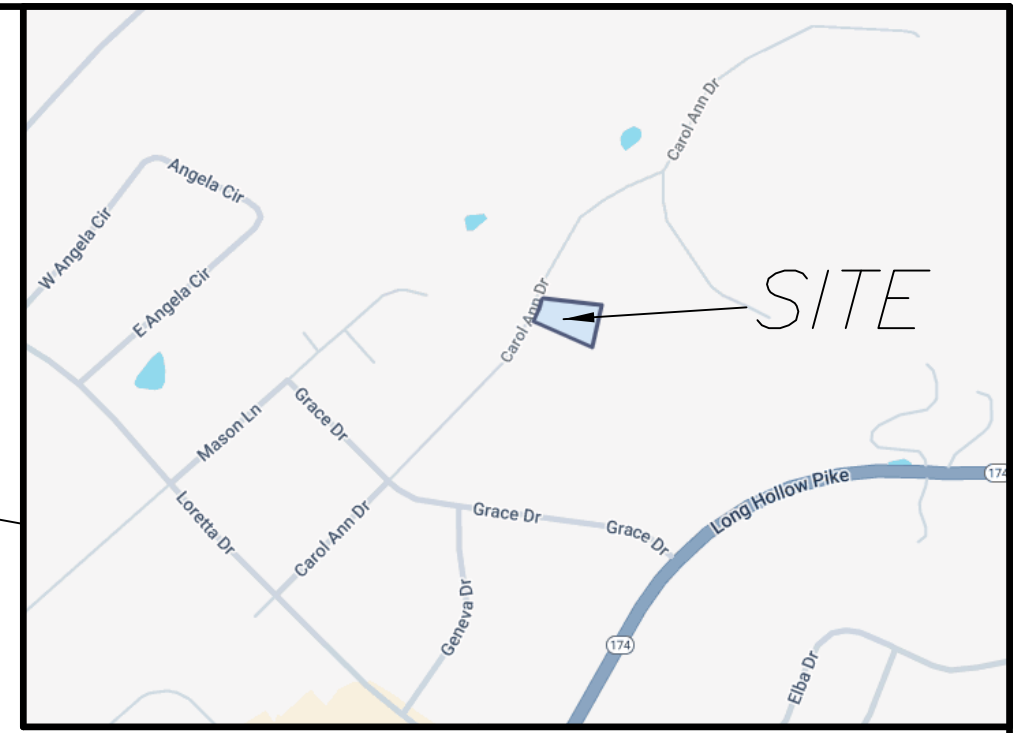 Carol Ann Dr
Angela Cir
W Angela Cir
E Angela Cir
Carol Ann Dr
SITE
Mason Ln
Grace Dr
Long Hollow Pike
174
Loretta Dr
Carol Ann Dr
Grace Dr
Grace Dr
Geneva Dr
174
Elba Dr